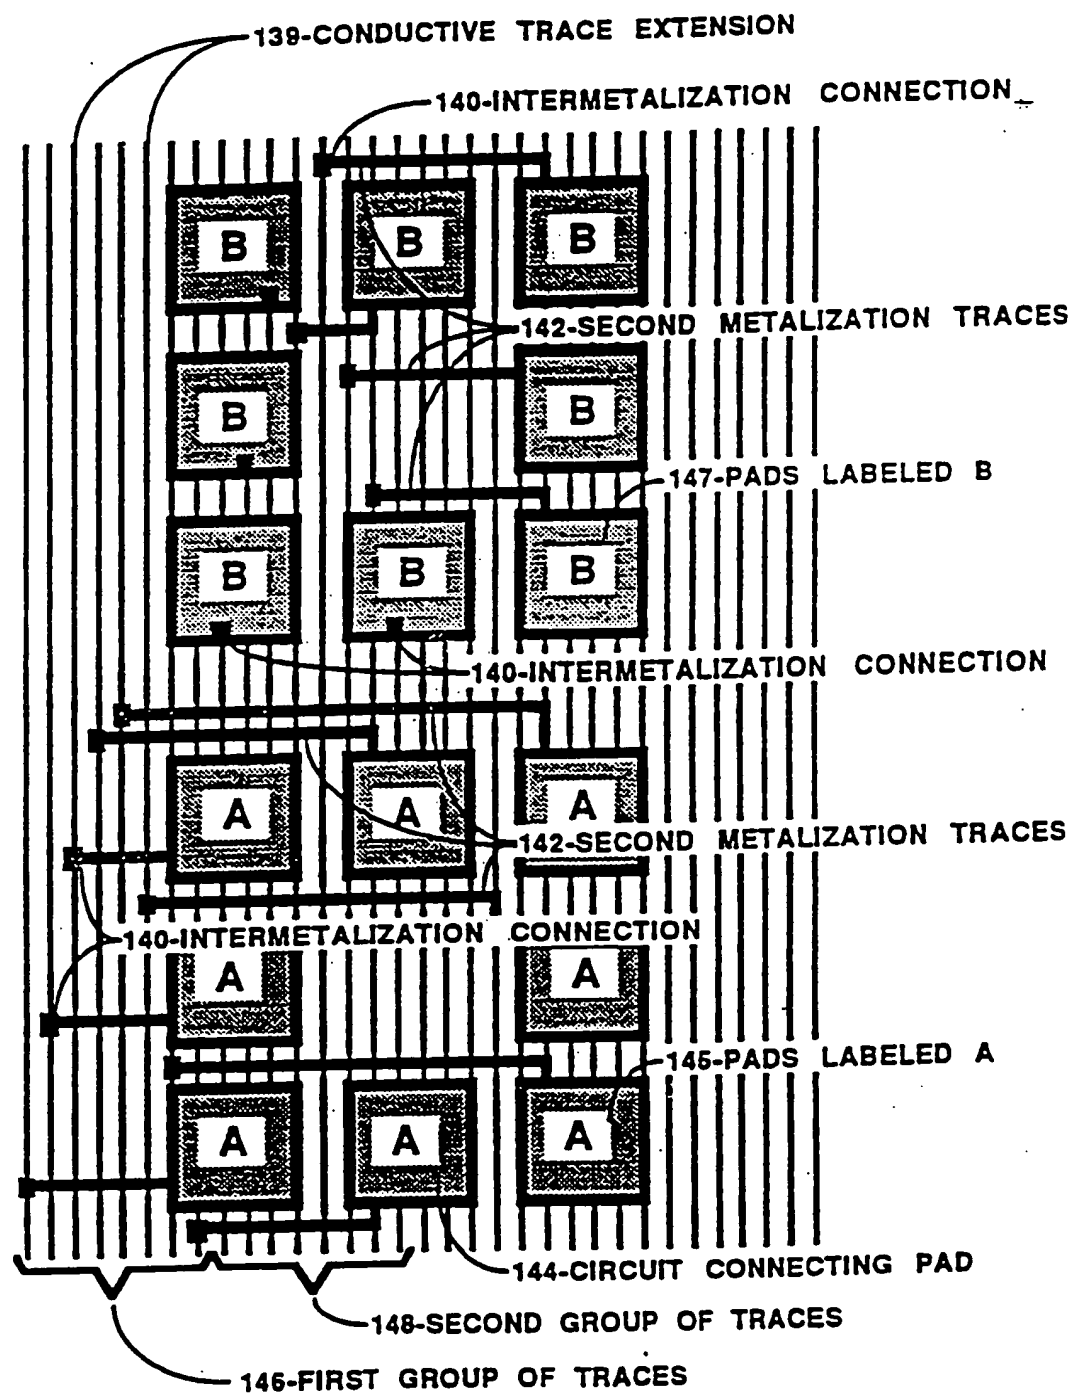 139-CONDUCTIVE TRACE EXTENSION
140-INTERMETALIZATION CONNECTION
B B B
142-SECOND METALIZATION TRACES
B B
147-PADS LABELED B
B B B
140-INTERMETALIZATION CONNECTION
A A A
142-SECOND METALIZATION TRACES
140-INTERMETALIZATION CONNECTION
A A
145-PADS LABELED A
A A A
144-CIRCUIT CONNECTING PAD
148-SECOND GROUP OF TRACES
146-FIRST GROUP OF TRACES